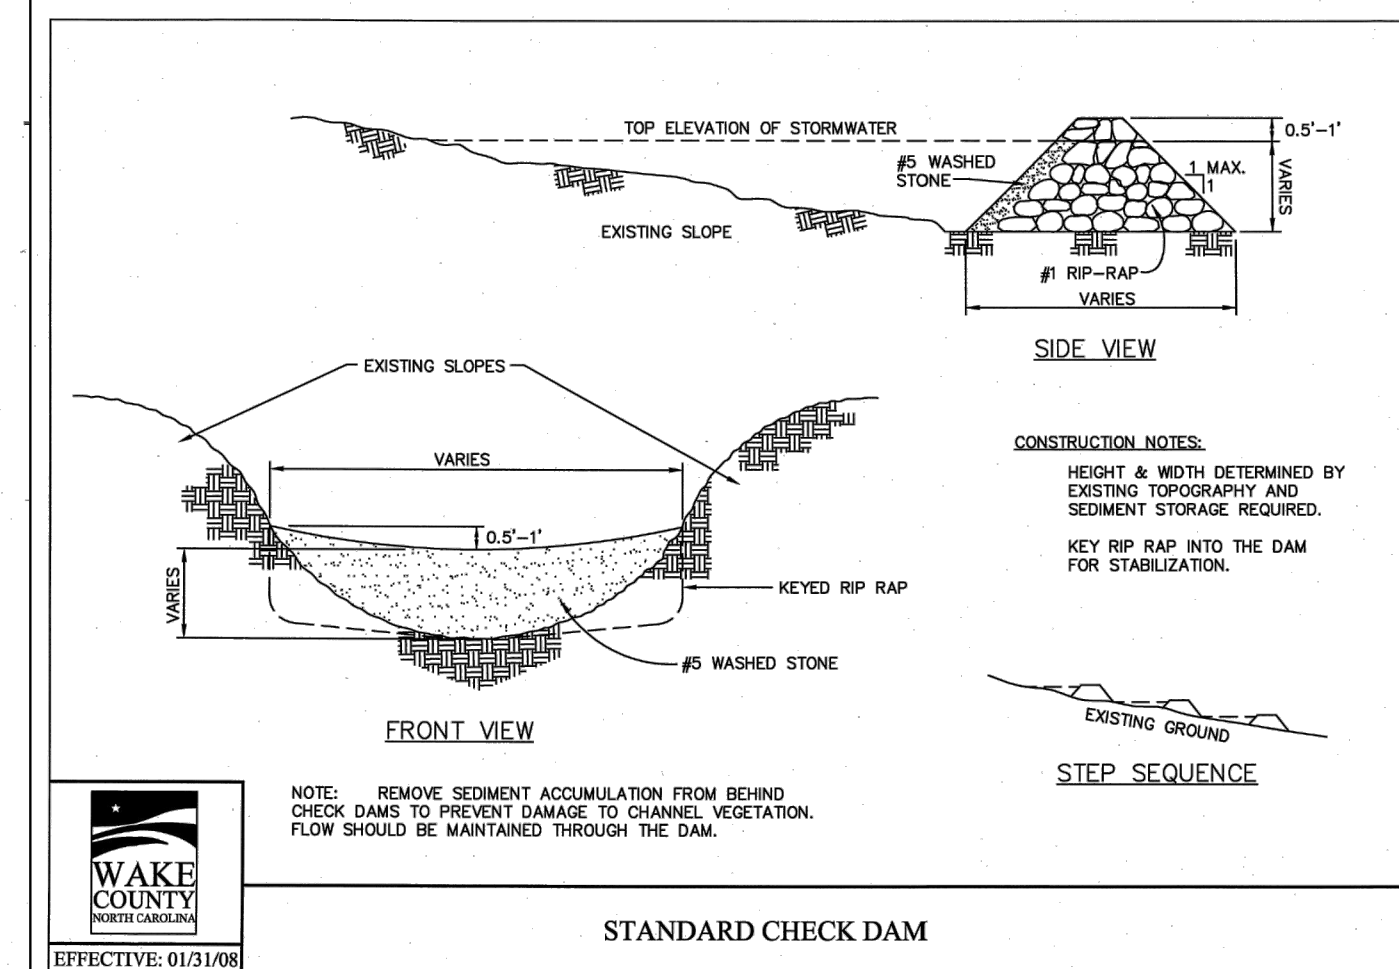 TOP ELEVATION OF STORMWATER
0.5'-1'
#5 WASHED
STONE
1 MAX.
1
VARIES
EXISTING SLOPE
#1 RIP-RAP
VARIES
SIDE VIEW
EXISTING SLOPES
VARIES
0.5'-1'
VARIES
KEYED RIP RAP
#5 WASHED STONE
FRONT VIEW
CONSTRUCTION NOTES:
HEIGHT & WIDTH DETERMINED BY
EXISTING TOPOGRAPHY AND
SEDIMENT STORAGE REQUIRED.
KEY RIP RAP INTO THE DAM
FOR STABILIZATION.
EXISTING GROUND
STEP SEQUENCE
NOTE: REMOVE SEDIMENT ACCUMULATION FROM BEHIND
CHECK DAMS TO PREVENT DAMAGE TO CHANNEL VEGETATION.
FLOW SHOULD BE MAINTAINED THROUGH THE DAM.
WAKE
COUNTY
NORTH CAROLINA
EFFECTIVE: 01/31/08
STANDARD CHECK DAM